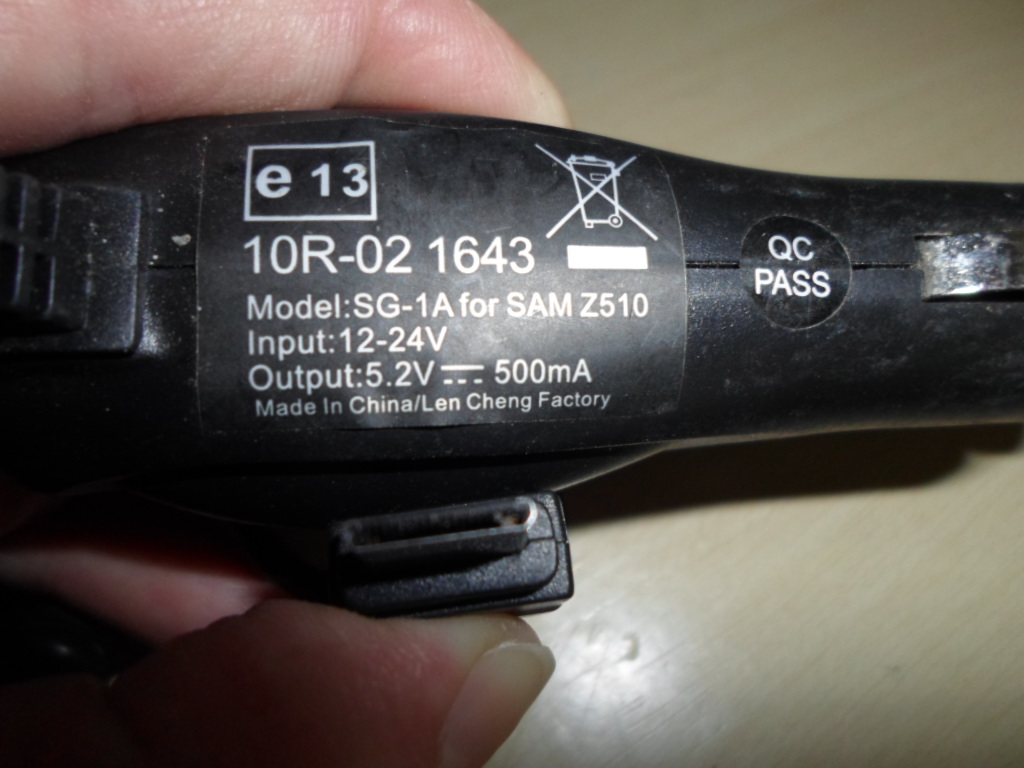 e 13
10R-02 1643
Model:SG-1A for SAM Z510
Input:12-24V
Output:5.2V ⎓ 500mA
Made In China/Len Cheng Factory
QC
PASS